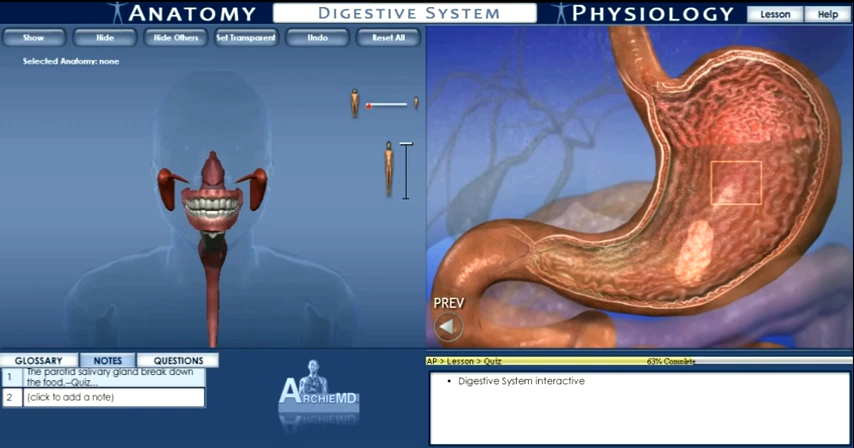 ANATOMY DIGESTIVE SYSTEM PHYSIOLOGY Lesson Help
Show Hide Hide Others Set Transparent Undo Reset All
Selected Anatomy: none
PREV
GLOSSARY NOTES QUESTIONS
1 The parotid salivary gland break down
the food.-Quiz...
2 (click to add a note)
ARCHIEMD
AP > Lesson > Quiz 63% Complete
• Digestive System interactive